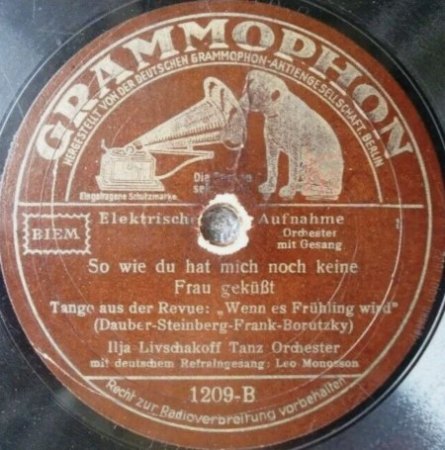 GRAMMOPHON
HERGESTELLT VON DER DEUTSCHEN GRAMMOPHON-AKTIENGESELLSCHAFT, BERLIN
Die
Eingetragene Schutzmarke
Elektrische Aufnahme
BIEM
Orchester
mit Gesang
So wie du hat mich noch keine
Frau geküßt
Tango aus der Revue: „Wenn es Frühling wird"
(Dauber-Steinberg-Frank-Borutzky)
Ilja Livschakoff Tanz Orchester
mit deutschem Refraingesang: Leo Monosson
1209-B
Recht zur Radioverbreitung vorbehalten